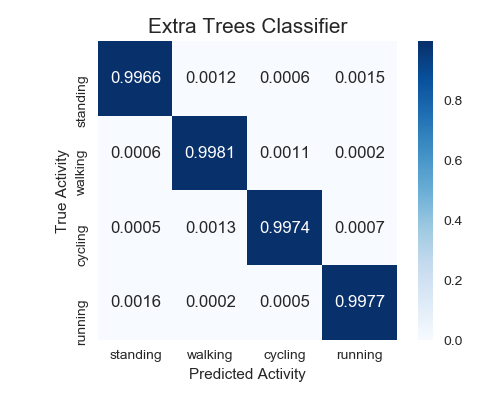 Extra Trees Classifier
True Activity
standing
0.9966 0.0012 0.0006 0.0015
walking
0.0006 0.9981 0.0011 0.0002
cycling
0.0005 0.0013 0.9974 0.0007
running
0.0016 0.0002 0.0005 0.9977
standing walking cycling running
Predicted Activity
0.8
0.6
0.4
0.2
0.0